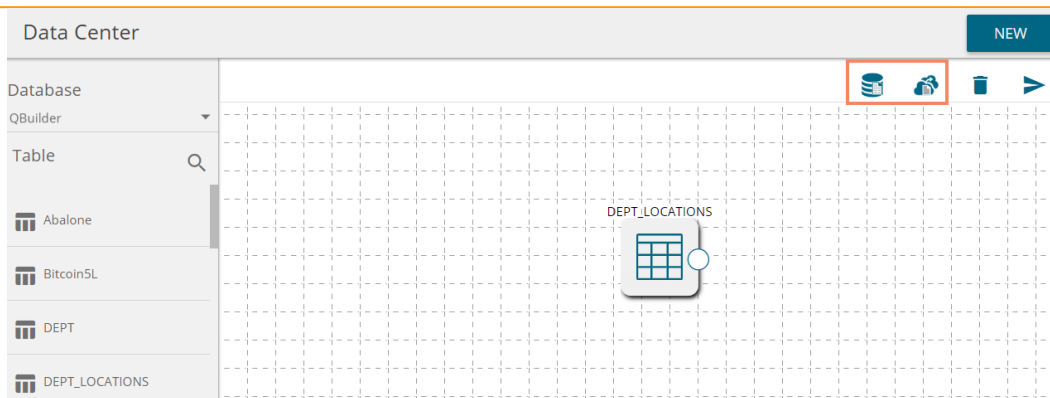 Data Center
NEW
Database
QBuilder
Table
Abalone
Bitcoin5L
DEPT
DEPT_LOCATIONS
DEPT_LOCATIONS